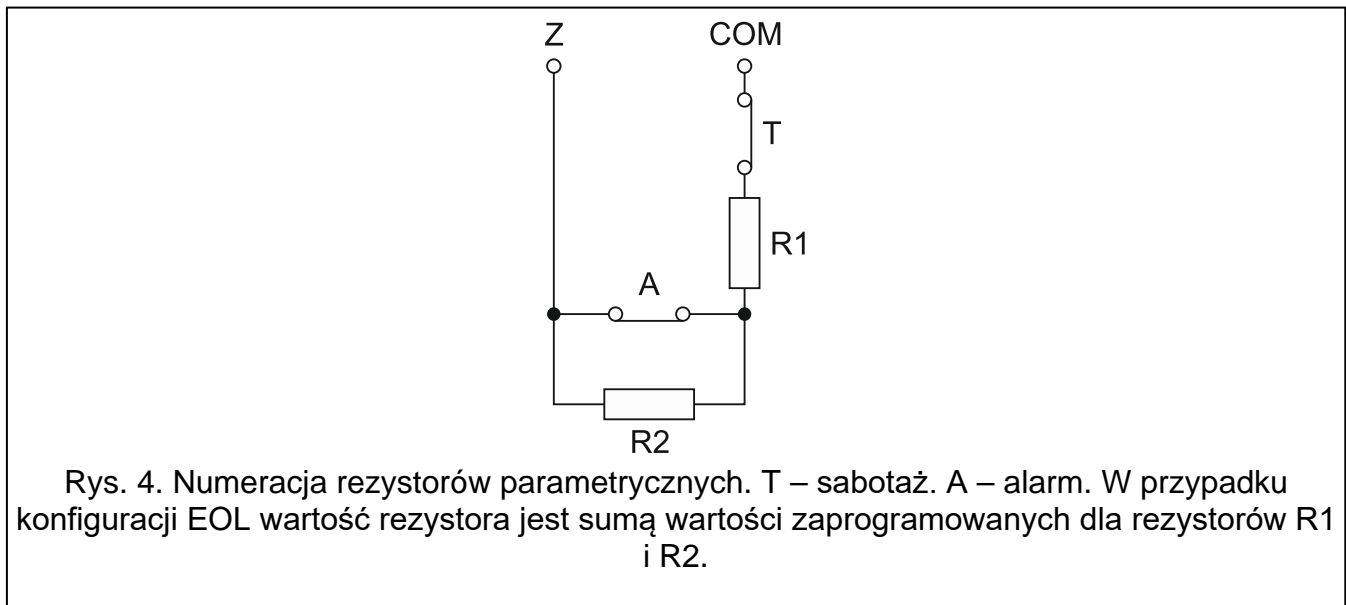 Z COM
T
R1
A
R2
Rys. 4. Numeracja rezystorów parametrycznych. T – sabotaż. A – alarm. W przypadku
konfiguracji EOL wartość rezystora jest sumą wartości zaprogramowanych dla rezystorów R1
i R2.